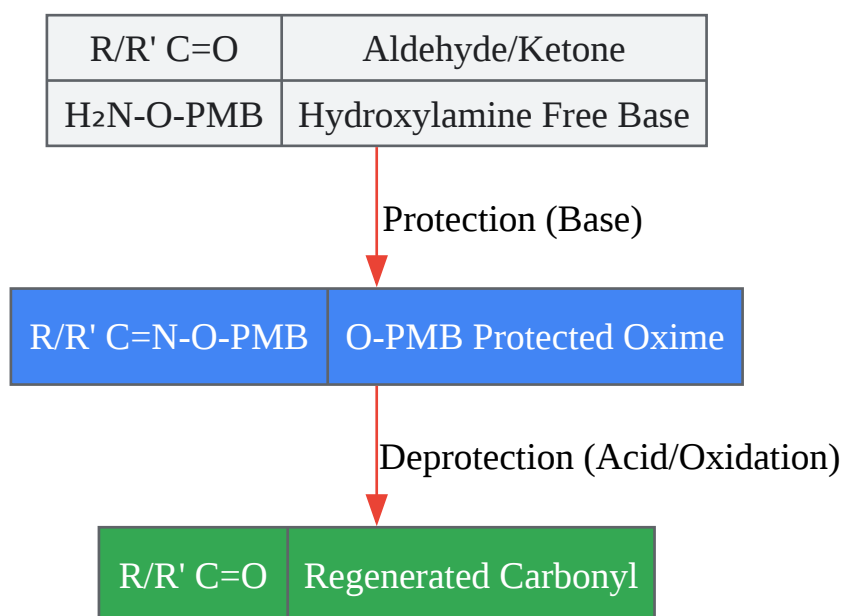 R/R' C=O Aldehyde/Ketone
H₂N-O-PMB Hydroxylamine Free Base
Protection (Base)
R/R' C=N-O-PMB O-PMB Protected Oxime
Deprotection (Acid/Oxidation)
R/R' C=O Regenerated Carbonyl